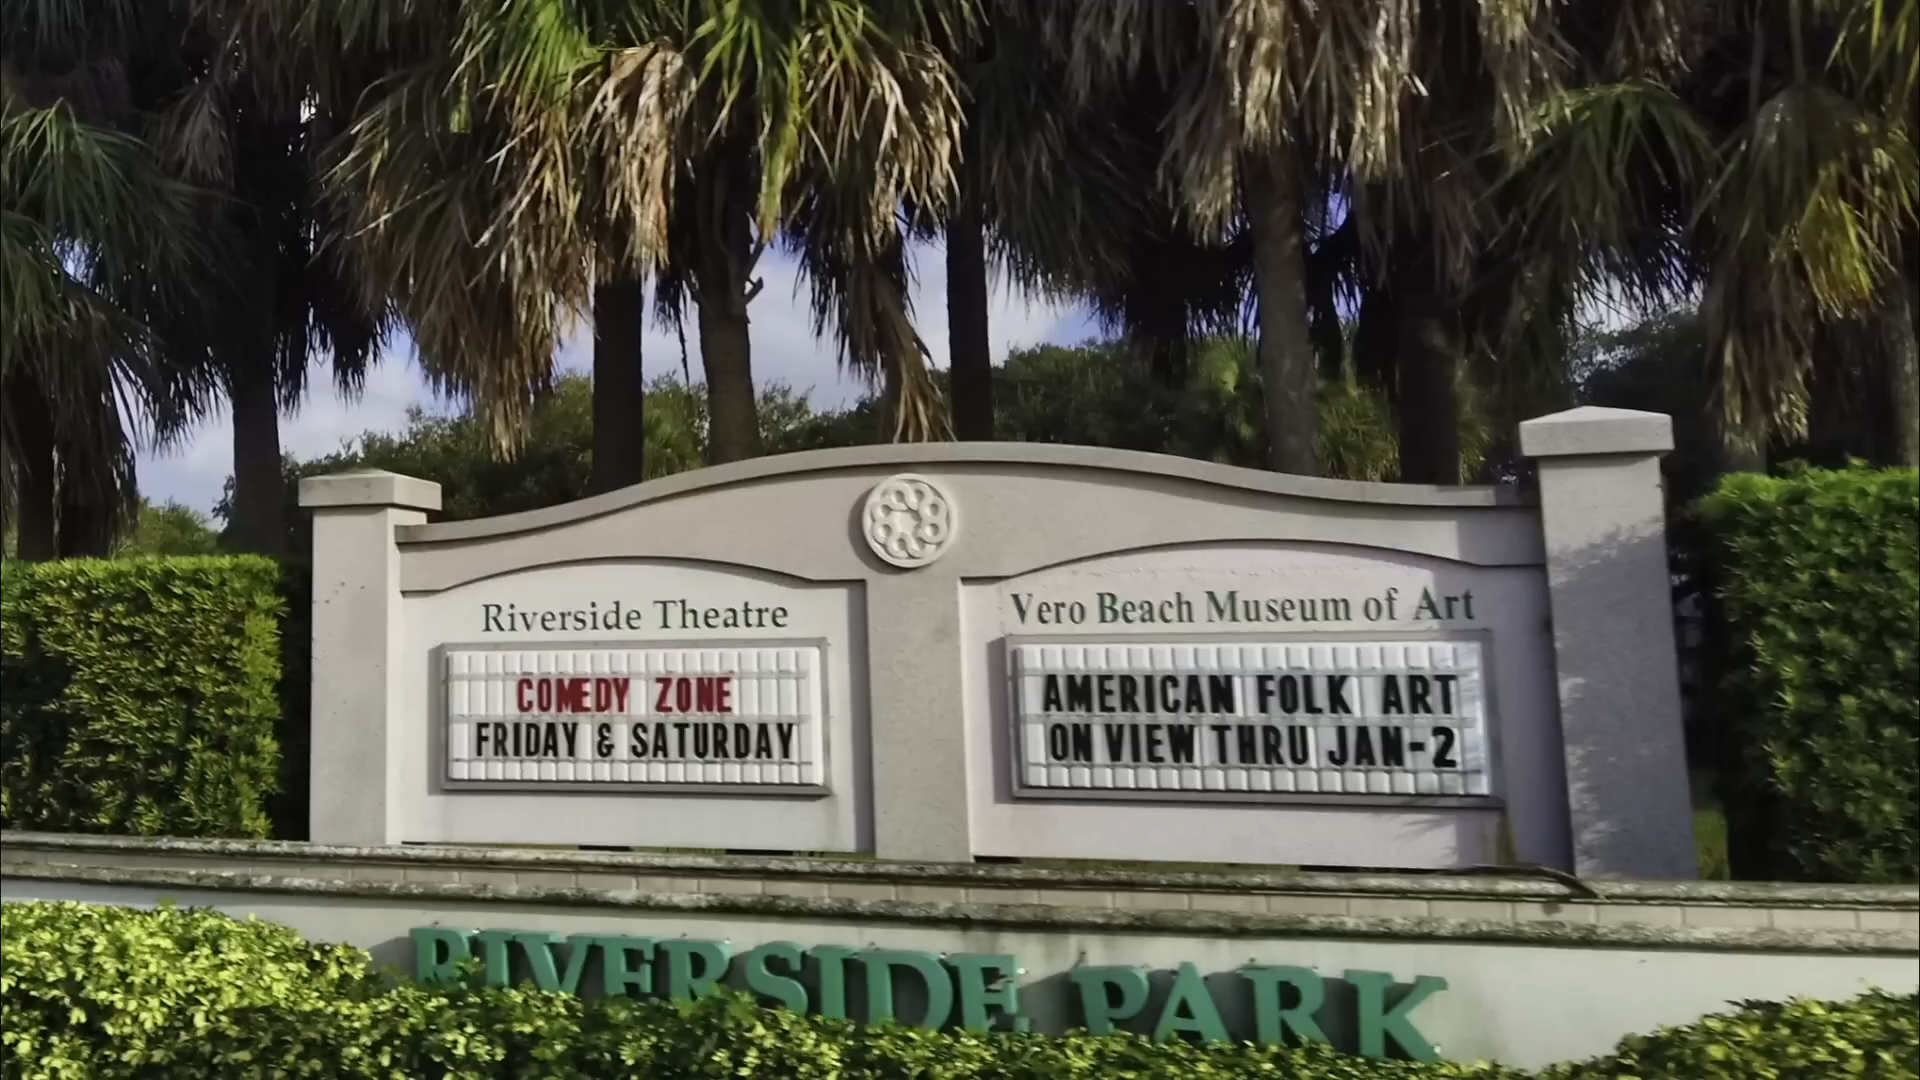 Riverside Theatre
COMEDY ZONE
FRIDAY & SATURDAY
Vero Beach Museum of Art
AMERICAN FOLK ART
ON VIEW THRU JAN-2
RIVERSIDE PARK